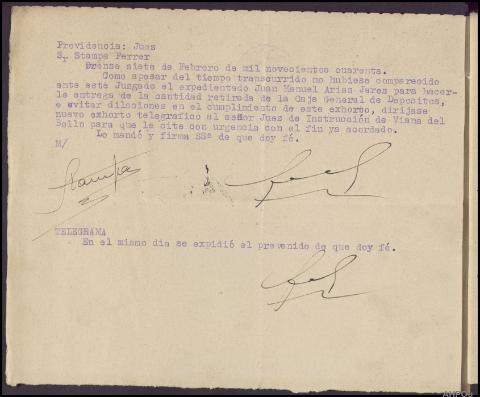 Providencia: Juez
Sr Stampa Ferrer
Orense siete de Febrero de mil novecientos cuarenta.
Como apesar del tiempo transcurrido no hubiese comparecido
ante este Juzgado el expedientado Juan Manuel Arias Jares para hacer-
le entrega de la cantidad retirada de la Caja General de Depositos,
e evitar dilaciones en el cumplimiento de este exhorto, dirijase
nuevo exhorto telegrafico al señor Juez de Instrucción de Viana del
Bollo para que le cite con urgencia con el fin ya acordado.
Lo mandó y firma SSª de que doy fé.
M/
Stampa
TELEGRAMA
En el mismo dia se expidió el prevenido de que doy fé.
AHPOu